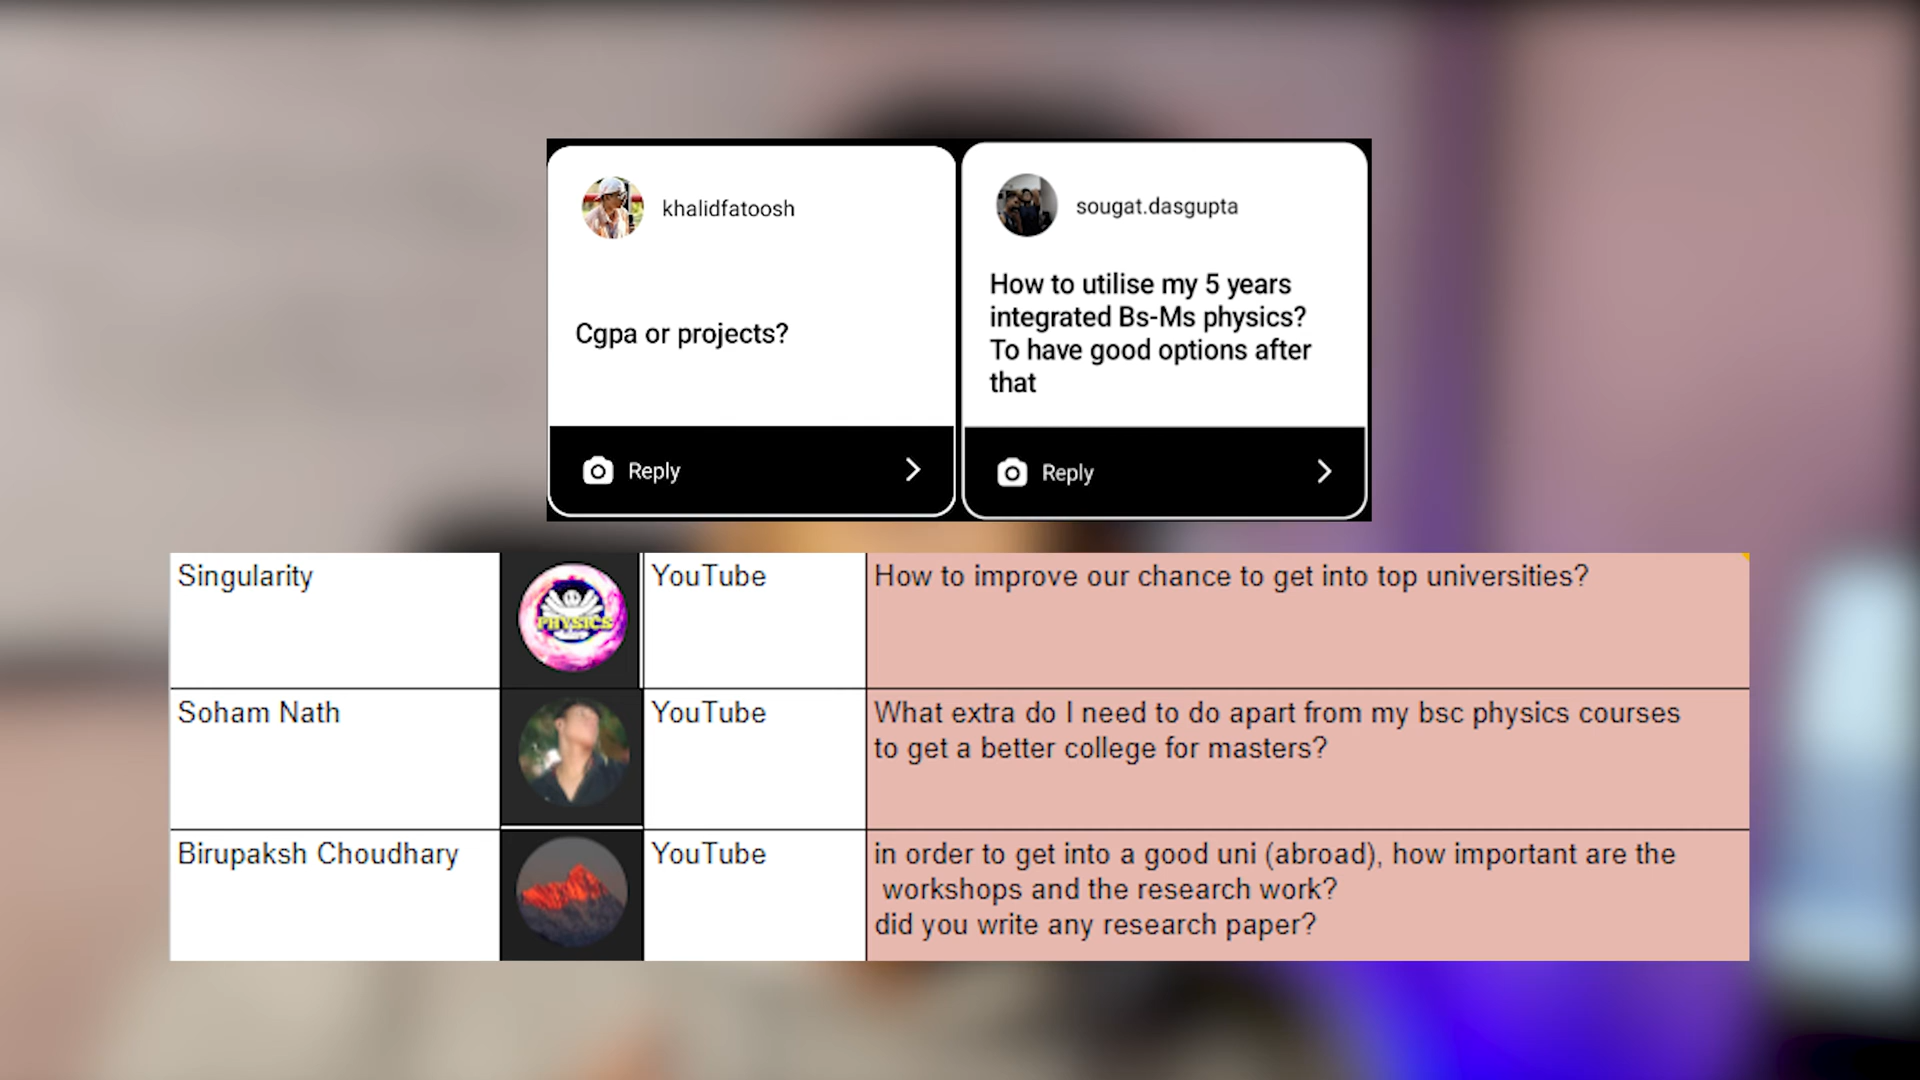 khalidfatoosh
Cgpa or projects?
Reply
sougat.dasgupta
How to utilise my 5 years
integrated Bs-Ms physics?
To have good options after
that
Reply
Singularity
PHYSICS
YouTube
How to improve our chance to get into top universities?
Soham Nath
YouTube
What extra do I need to do apart from my bsc physics courses
to get a better college for masters?
Birupaksh Choudhary
YouTube
in order to get into a good uni (abroad), how important are the
workshops and the research work?
did you write any research paper?